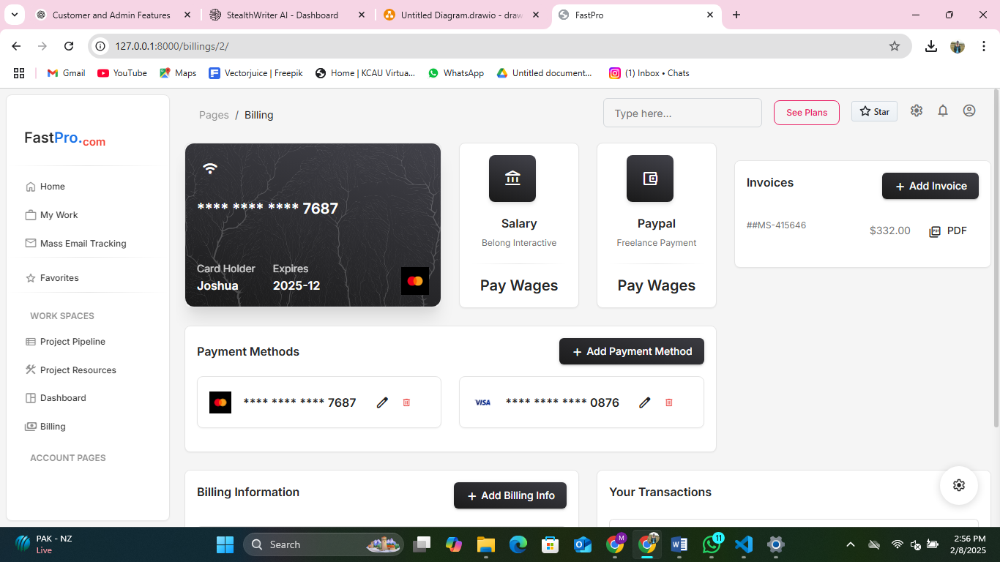 Customer and Admin Features
StealthWriter AI - Dashboard
Untitled Diagram.drawio - draw
FastPro
127.0.0.1:8000/billings/2/
Gmail
YouTube
Maps
Vectorjuice | Freepik
Home | KCAU Virtua...
WhatsApp
Untitled document...
(1) Inbox • Chats
FastPro.com
Home
My Work
Mass Email Tracking
Favorites
WORK SPACES
Project Pipeline
Project Resources
Dashboard
Billing
ACCOUNT PAGES
Pages / Billing
Type here...
See Plans
Star
**** **** **** 7687
Card Holder
Joshua
Expires
2025-12
Salary
Belong Interactive
Pay Wages
Paypal
Freelance Payment
Pay Wages
Invoices
+ Add Invoice
##MS-415646
$332.00
PDF
Payment Methods
+ Add Payment Method
**** **** **** 7687
VISA
**** **** **** 0876
Billing Information
+ Add Billing Info
Your Transactions
PAK - NZ
Live
Search
M
11
2:56 PM
2/8/2025